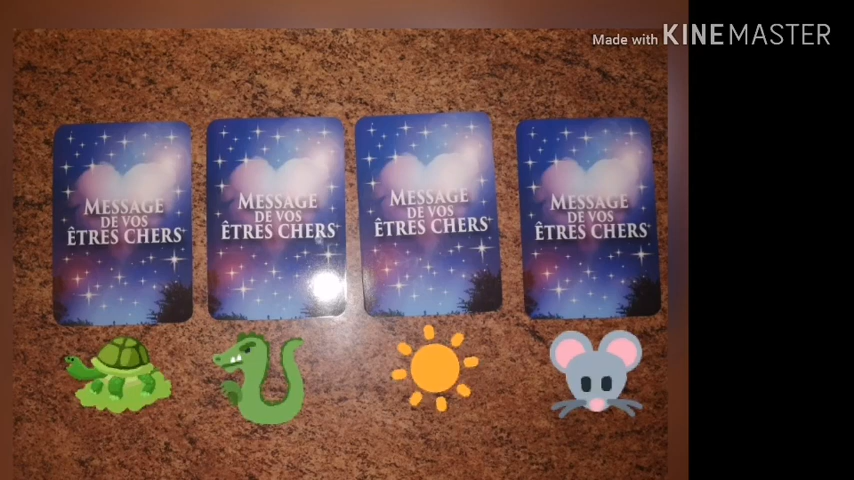 Made with KINEMASTER
MESSAGE
DE VOS
ÊTRES CHERS
MESSAGE
DE VOS
ÊTRES CHERS
MESSAGE
DE VOS
ÊTRES CHERS
MESSAGE
DE VOS
ÊTRES CHERS